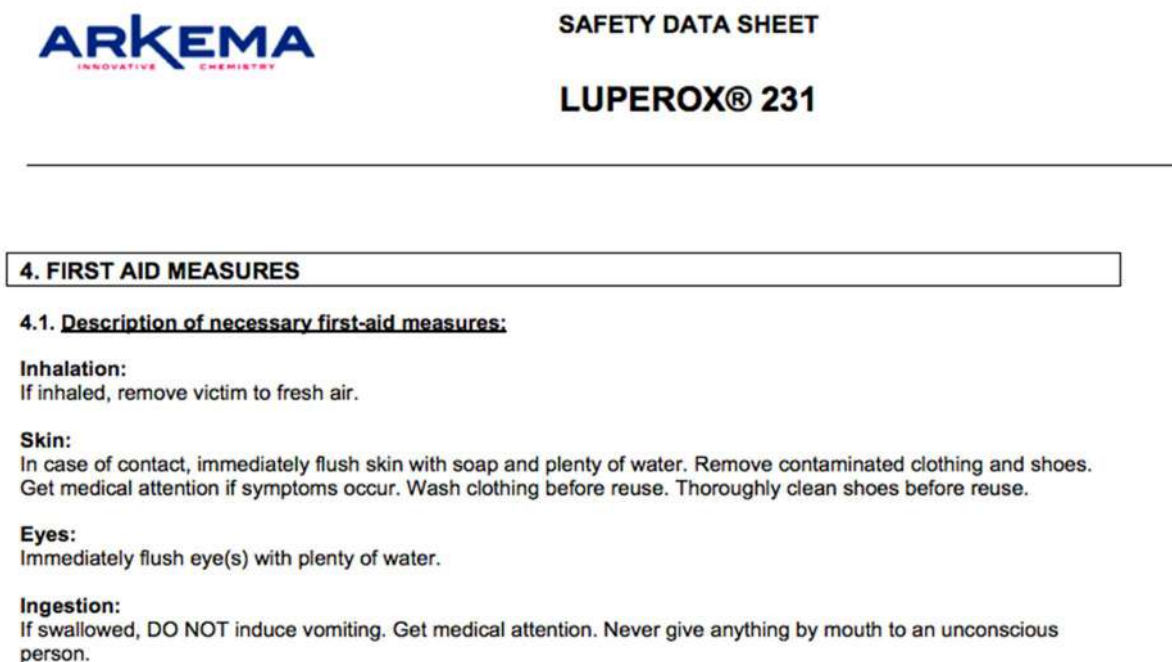 ARKEMA
INNOVATIVE CHEMISTRY
SAFETY DATA SHEET
LUPEROX® 231
4. FIRST AID MEASURES
4.1. Description of necessary first-aid measures:
Inhalation:
If inhaled, remove victim to fresh air.
Skin:
In case of contact, immediately flush skin with soap and plenty of water. Remove contaminated clothing and shoes.
Get medical attention if symptoms occur. Wash clothing before reuse. Thoroughly clean shoes before reuse.
Eyes:
Immediately flush eye(s) with plenty of water.
Ingestion:
If swallowed, DO NOT induce vomiting. Get medical attention. Never give anything by mouth to an unconscious
person.